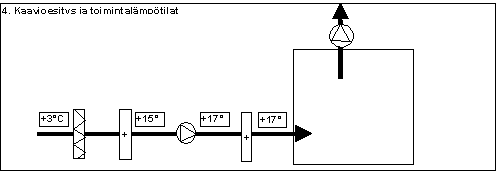 4. Kaavioesitys ja toimintalämpötilat
+3°C
+15°
+17°
+17°
+
+